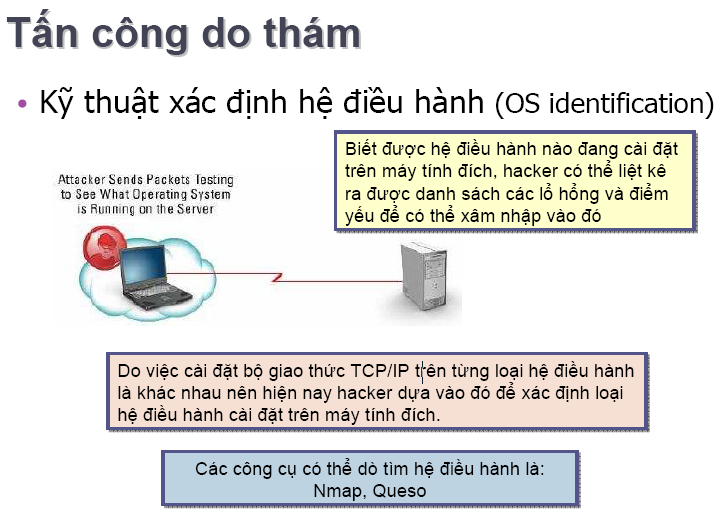 Tấn công do thám
• Kỹ thuật xác định hệ điều hành (OS identification)
Biết được hệ điều hành nào đang cài đặt
trên máy tính đích, hacker có thể liệt kê
ra được danh sách các lổ hổng và điểm
yếu để có thể xâm nhập vào đó
Attacker Sends Packets Testing
to See What Operating System
is Running on the Server
Do việc cài đặt bộ giao thức TCP/IP trên từng loại hệ điều hành
là khác nhau nên hiện nay hacker dựa vào đó để xác định loại
hệ điều hành cài đặt trên máy tính đích.
Các công cụ có thể dò tìm hệ điều hành là:
Nmap, Queso